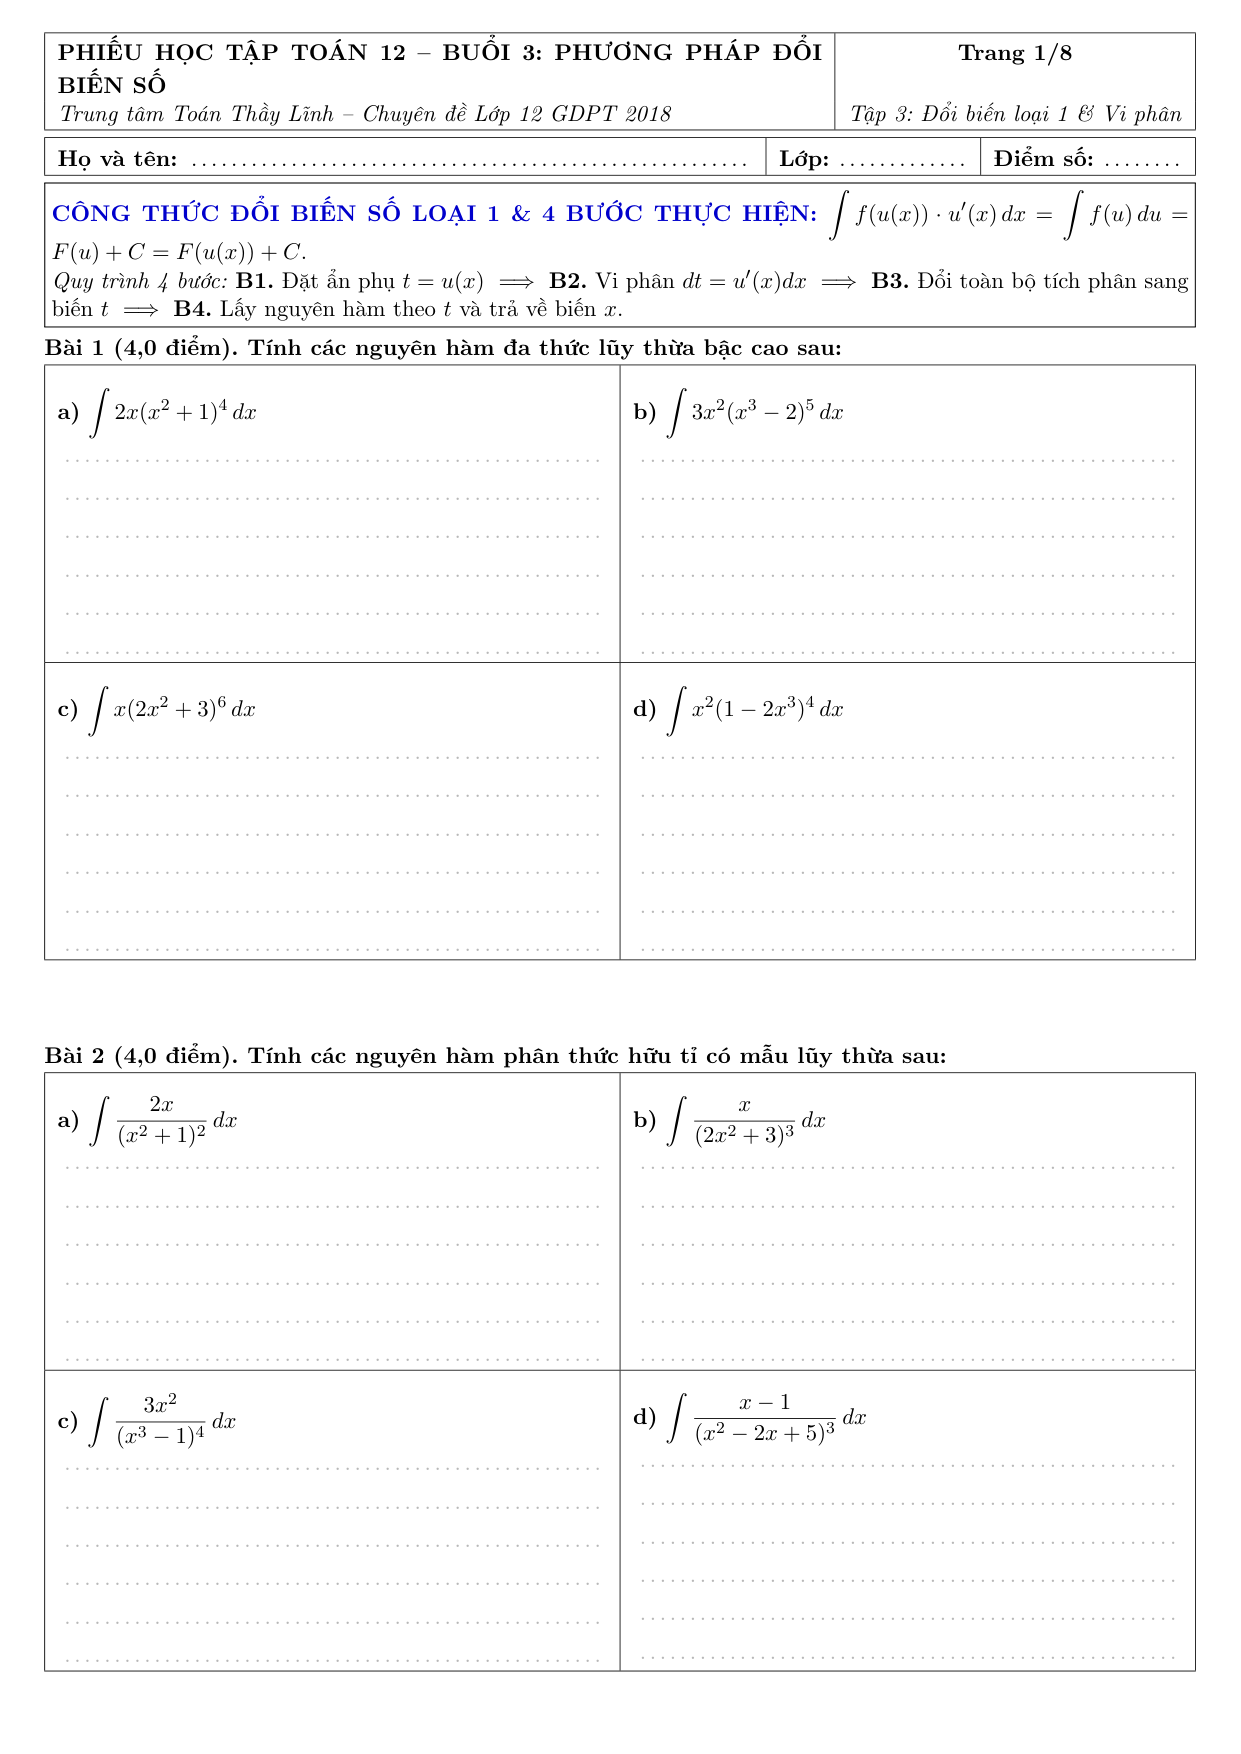 PHIẾU HỌC TẬP TOÁN 12 – BUỔI 3: PHƯƠNG PHÁP ĐỔI
BIẾN SỐ
Trung tâm Toán Thầy Lĩnh – Chuyên đề Lớp 12 GDPT 2018
Trang 1/8
Tập 3: Đổi biến loại 1 & Vi phân
Họ và tên: ........................................................
Lớp: .............
Điểm số: ........
CÔNG THỨC ĐỔI BIẾN SỐ LOẠI 1 & 4 BƯỚC THỰC HIỆN: ∫ f(u(x)) · u′(x) dx = ∫ f(u) du =
F(u) + C = F(u(x)) + C.
Quy trình 4 bước: B1. Đặt ẩn phụ t = u(x) ⟹ B2. Vi phân dt = u′(x)dx ⟹ B3. Đổi toàn bộ tích phân sang
biến t ⟹ B4. Lấy nguyên hàm theo t và trả về biến x.
Bài 1 (4,0 điểm). Tính các nguyên hàm đa thức lũy thừa bậc cao sau:
a) ∫ 2x(x² + 1)⁴ dx
b) ∫ 3x²(x³ − 2)⁵ dx
c) ∫ x(2x² + 3)⁶ dx
d) ∫ x²(1 − 2x³)⁴ dx
Bài 2 (4,0 điểm). Tính các nguyên hàm phân thức hữu tỉ có mẫu lũy thừa sau:
a) ∫ 2x/(x² + 1)² dx
b) ∫ x/(2x² + 3)³ dx
c) ∫ 3x²/(x³ − 1)⁴ dx
d) ∫ (x − 1)/(x² − 2x + 5)³ dx